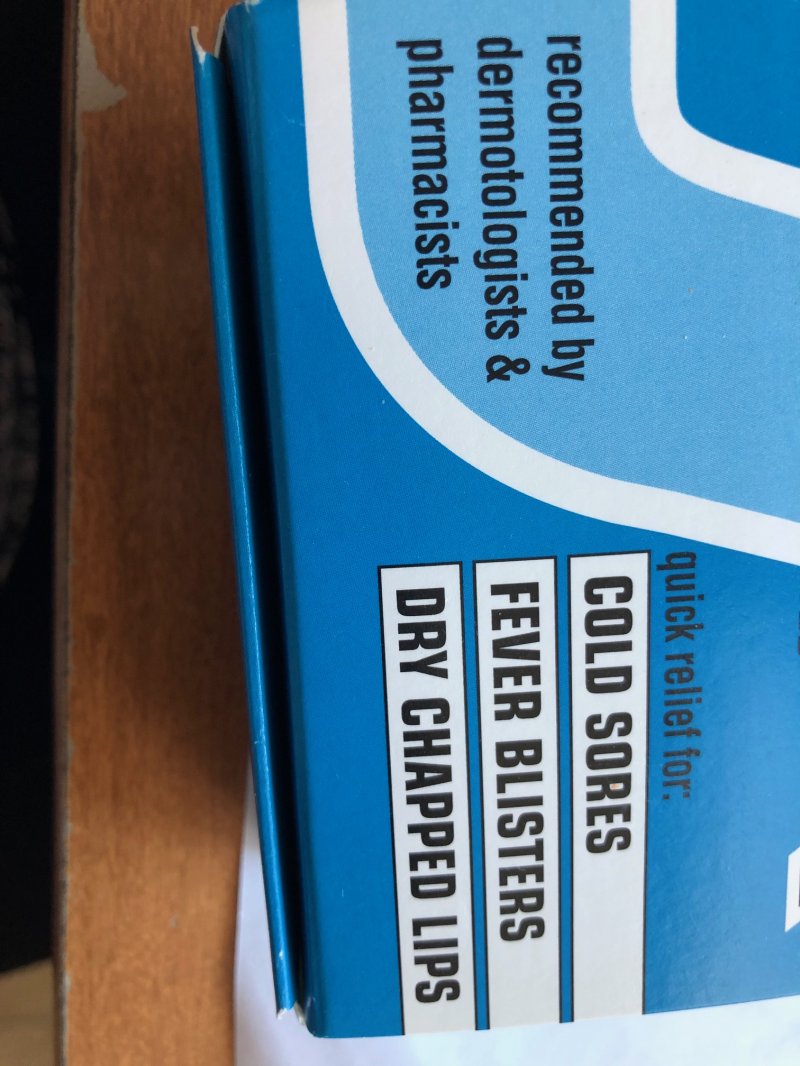 recommended by
dermotologists &
pharmacists
quick relief for:
COLD SORES
FEVER BLISTERS
DRY CHAPPED LIPS